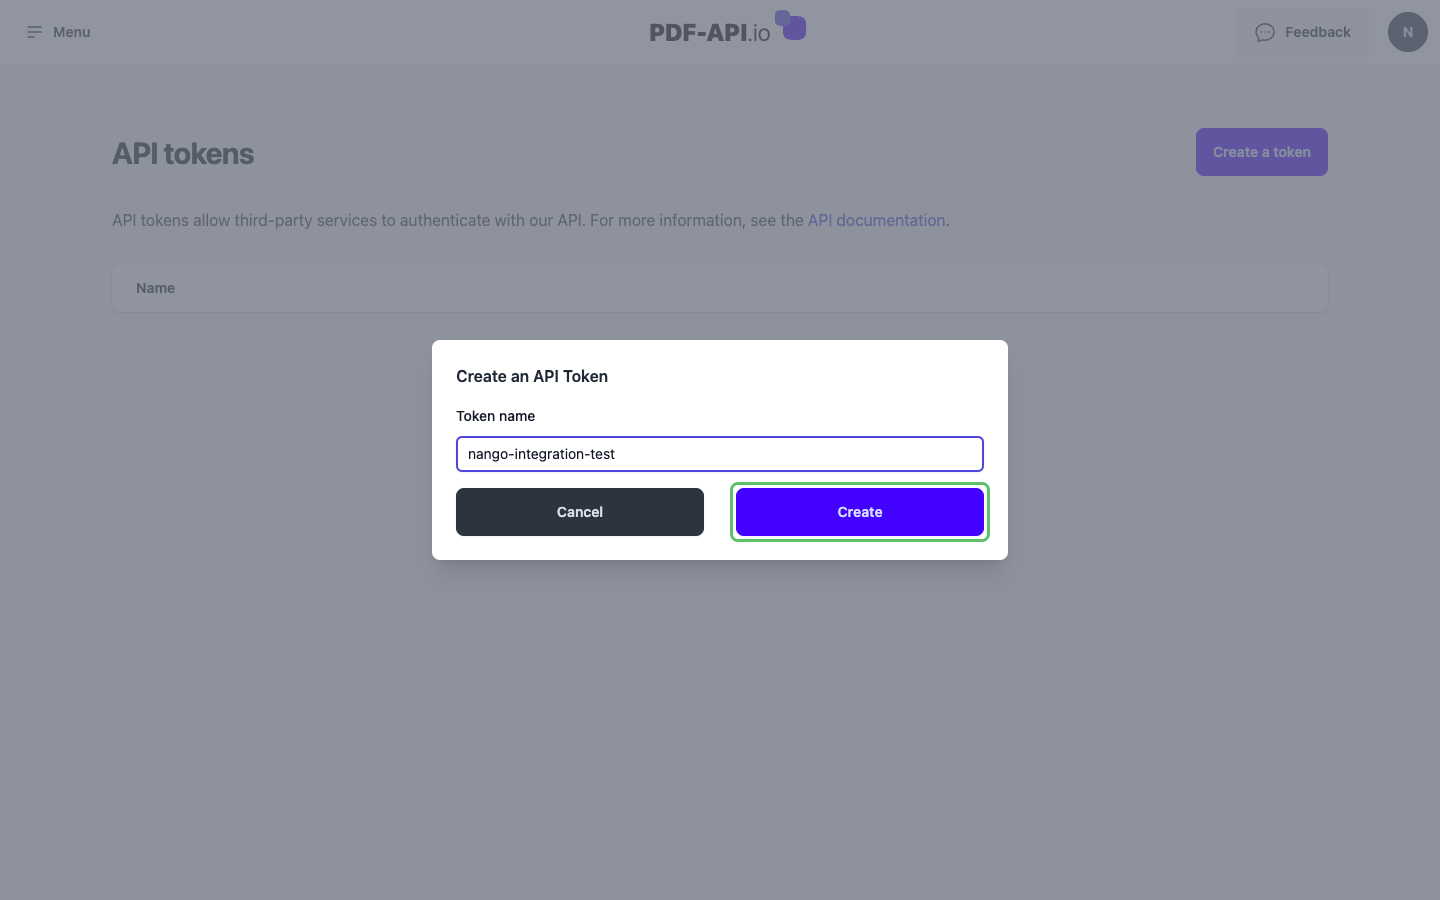 Menu
PDF-API.io
Feedback
N
API tokens
Create a token
API tokens allow third-party services to authenticate with our API. For more information, see the API documentation.
Name
Create an API Token
Token name
nango-integration-test
Cancel
Create